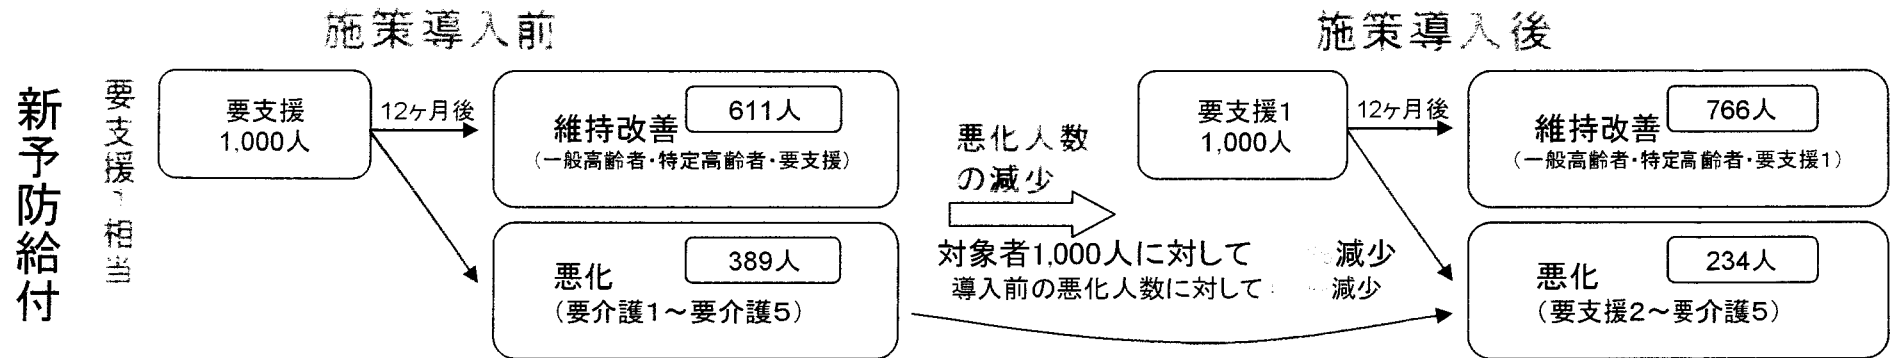 施策導入前
施策導入後
新予防給付
要支援1相当
要支援
1,000人
12ヶ月後
維持改善 611人
(一般高齢者・特定高齢者・要支援)
悪化 389人
(要介護1～要介護5)
悪化人数
の減少
対象者1,000人に対して 減少
導入前の悪化人数に対して 減少
要支援1
1,000人
12ヶ月後
維持改善 766人
(一般高齢者・特定高齢者・要支援1)
悪化 234人
(要支援2～要介護5)